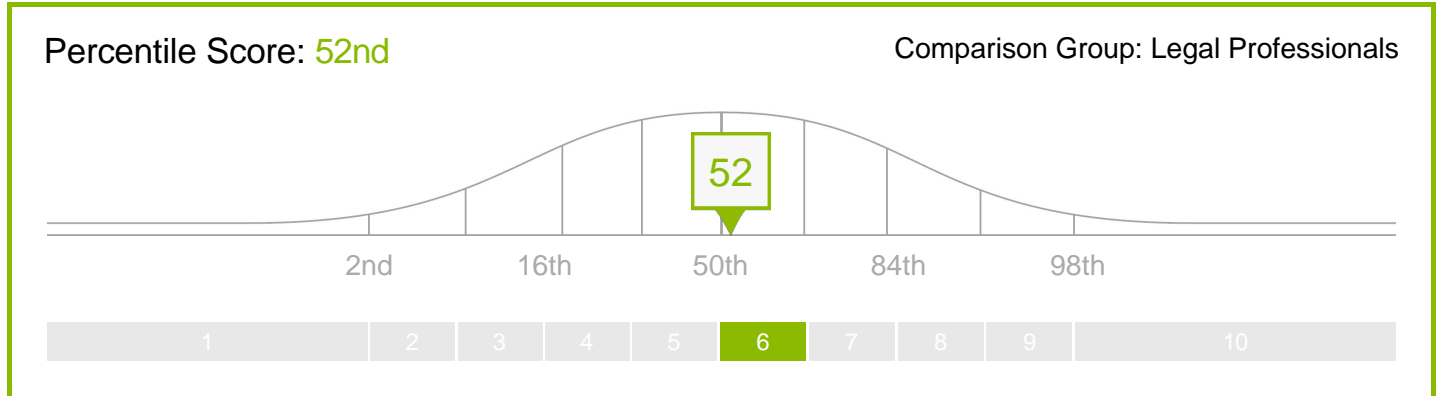 Percentile Score: 52nd
Comparison Group: Legal Professionals
52
2nd 16th 50th 84th 98th
1 2 3 4 5 6 7 8 9 10